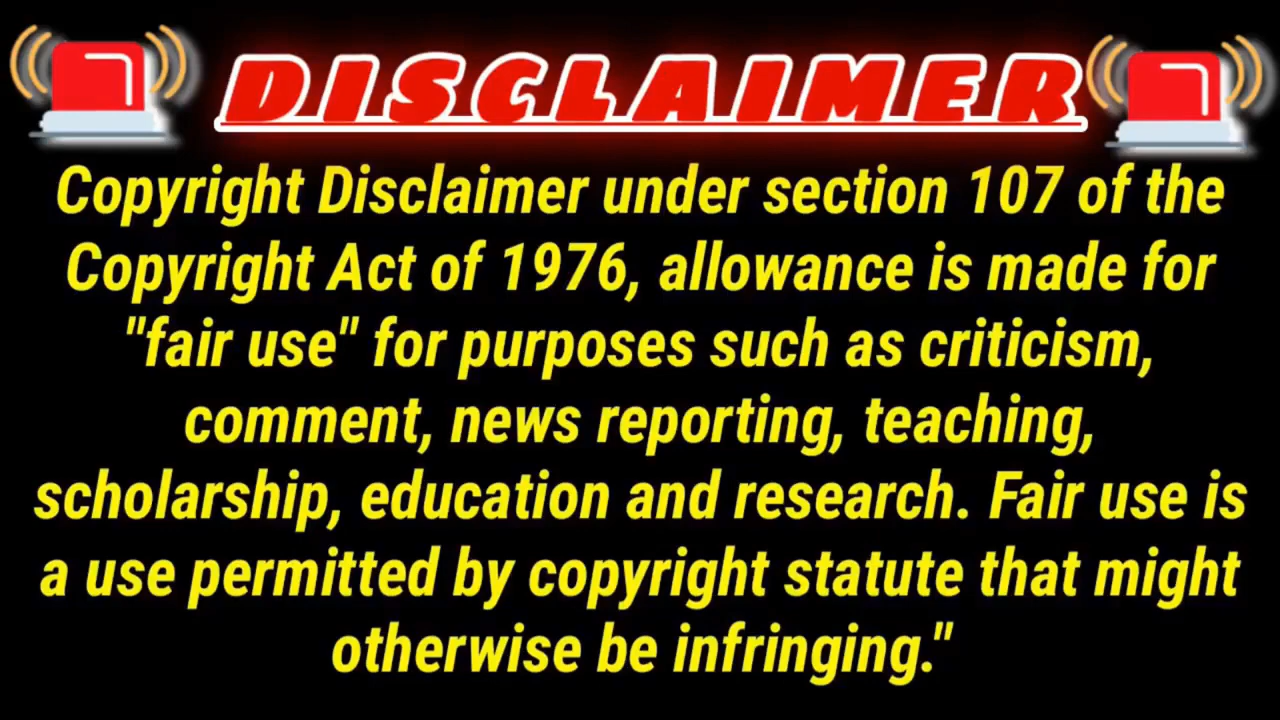 DISCLAIMER
Copyright Disclaimer under section 107 of the
Copyright Act of 1976, allowance is made for
"fair use" for purposes such as criticism,
comment, news reporting, teaching,
scholarship, education and research. Fair use is
a use permitted by copyright statute that might
otherwise be infringing."